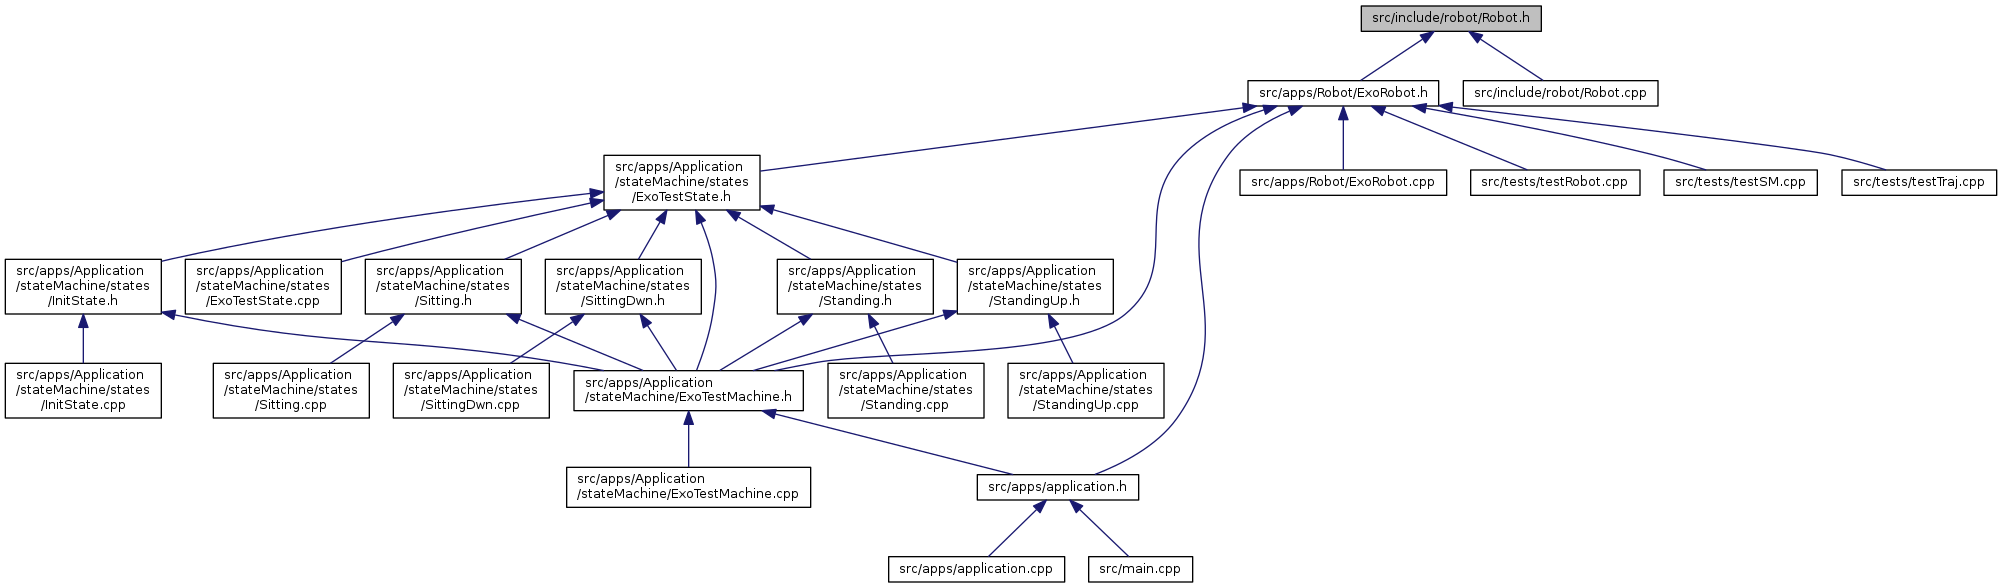 src/include/robot/Robot.h
src/apps/Robot/ExoRobot.h
src/include/robot/Robot.cpp
src/apps/Application
/stateMachine/states
/ExoTestState.h
src/apps/Robot/ExoRobot.cpp
src/tests/testRobot.cpp
src/tests/testSM.cpp
src/tests/testTraj.cpp
src/apps/Application
/stateMachine/states
/InitState.h
src/apps/Application
/stateMachine/states
/ExoTestState.cpp
src/apps/Application
/stateMachine/states
/Sitting.h
src/apps/Application
/stateMachine/states
/SittingDwn.h
src/apps/Application
/stateMachine/states
/Standing.h
src/apps/Application
/stateMachine/states
/StandingUp.h
src/apps/Application
/stateMachine/states
/InitState.cpp
src/apps/Application
/stateMachine/states
/Sitting.cpp
src/apps/Application
/stateMachine/states
/SittingDwn.cpp
src/apps/Application
/stateMachine/ExoTestMachine.h
src/apps/Application
/stateMachine/states
/Standing.cpp
src/apps/Application
/stateMachine/states
/StandingUp.cpp
src/apps/Application
/stateMachine/ExoTestMachine.cpp
src/apps/application.h
src/apps/application.cpp
src/main.cpp